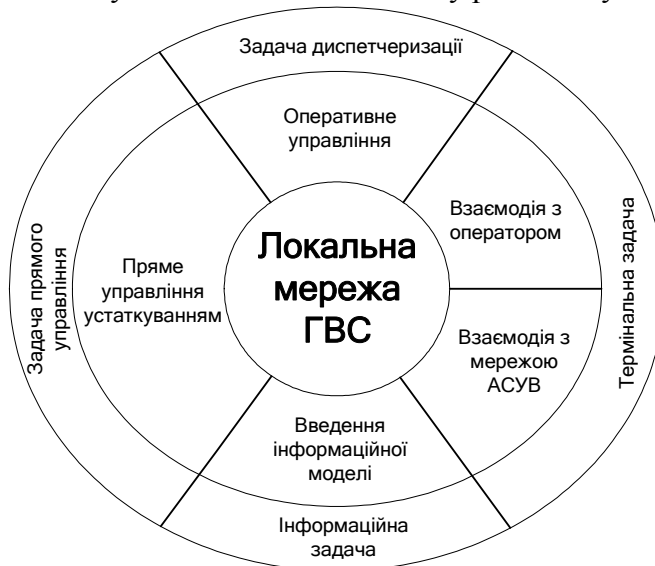 Задача диспетчеризації
Оперативне
управління
Взаємодія з
оператором
Локальна
мережа
ГВС
Пряме
управління
устаткуванням
Задача прямого
управління
Термінальна задача
Взаємодія з
мережою
АСУВ
Введення
інформаційної
моделі
Інформаційна
задача